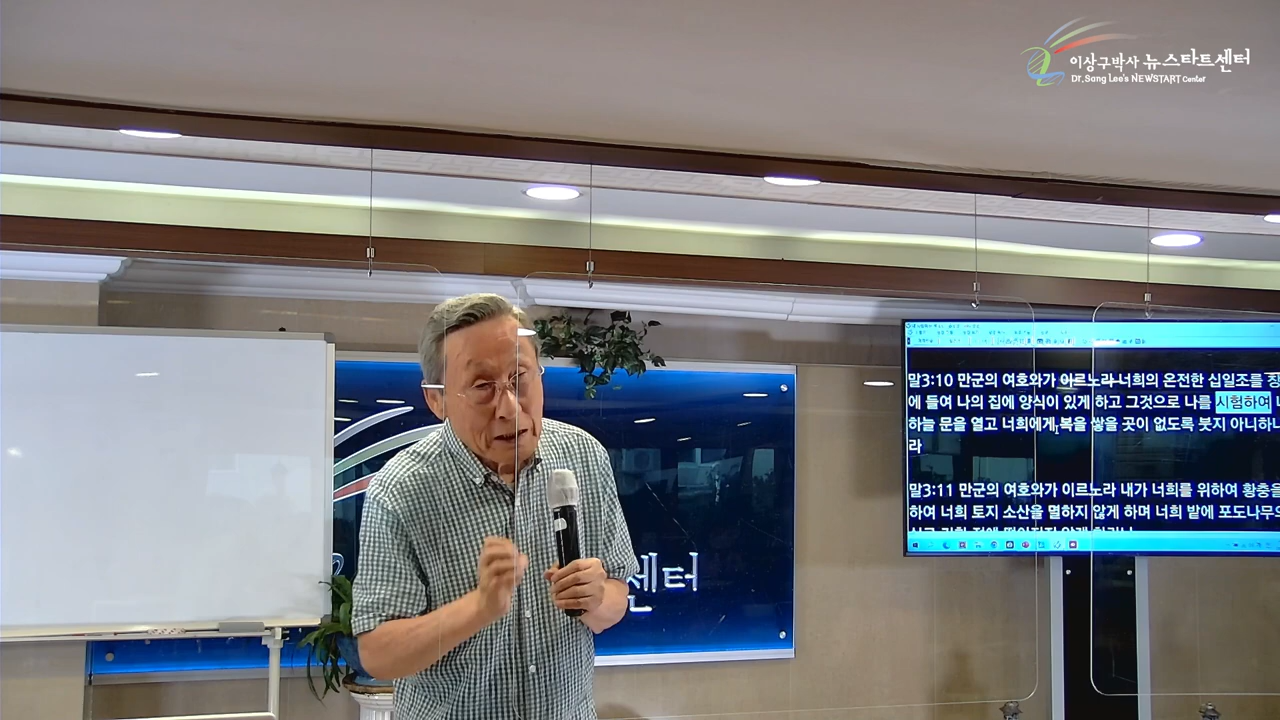 이상구박사 뉴스타트센터
Dr. Sang Lee's NEWSTART Center
말3:10 만군의 여호와가 이르노라 너희의 온전한 십일조를 창
에 들여 나의 집에 양식이 있게 하고 그것으로 나를 시험하여
하늘 문을 열고 너희에게 복을 쌓을 곳이 없도록 붓지 아니하나
라
말3:11 만군의 여호와가 이르노라 내가 너희를 위하여 황충을
하여 너희 토지 소산을 멸하지 않게 하며 너희 밭에 포도나무
센터